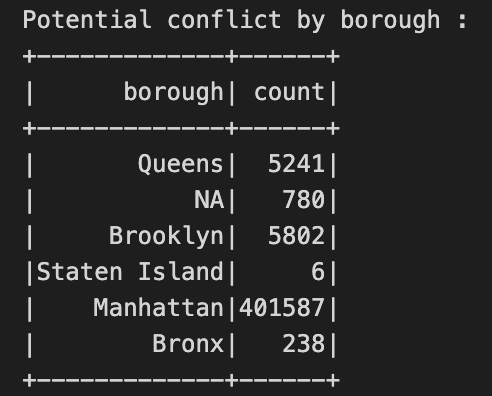 Potential conflict by borough :
+-------------+------+
|      borough| count|
+-------------+------+
|       Queens|  5241|
|           NA|   780|
|     Brooklyn|  5802|
|Staten Island|     6|
|    Manhattan|401587|
|        Bronx|   238|
+-------------+------+